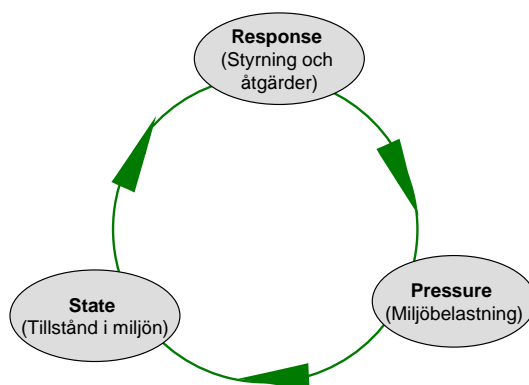 Response
(Styrning och
åtgärder)
Pressure
(Miljöbelastning)
State
(Tillstånd i miljön)